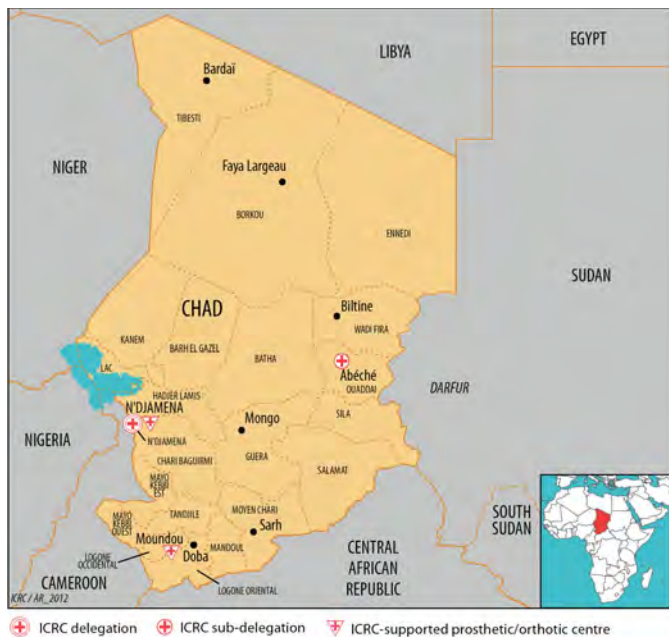 EGYPT
LIBYA
Bardaï
TIBESTI
NIGER
Faya Largeau
BORKOU
ENNEDI
SUDAN
CHAD
Biltine
WADI FIRA
KANEM
BARH EL GAZEL
BATHA
LAC
Abéché
OUADDAI
DARFUR
HADJER LAMIS
N'DJAMENA
SILA
Mongo
NIGERIA
N'DJAMENA
CHARI BAGUIRMI
GUERA
SALAMAT
MAYO
KEBBI
EST
MAYO
KEBBI
OUEST
TANDJILE
MOYEN CHARI
SOUTH
SUDAN
Sarh
Moundou
Doba
MANDOUL
LOGONE
OCCIDENTAL
CENTRAL
AFRICAN
REPUBLIC
CAMEROON
LOGONE ORIENTAL
ICRC / AR_2012
ICRC delegation
ICRC sub-delegation
ICRC-supported prosthetic/orthotic centre